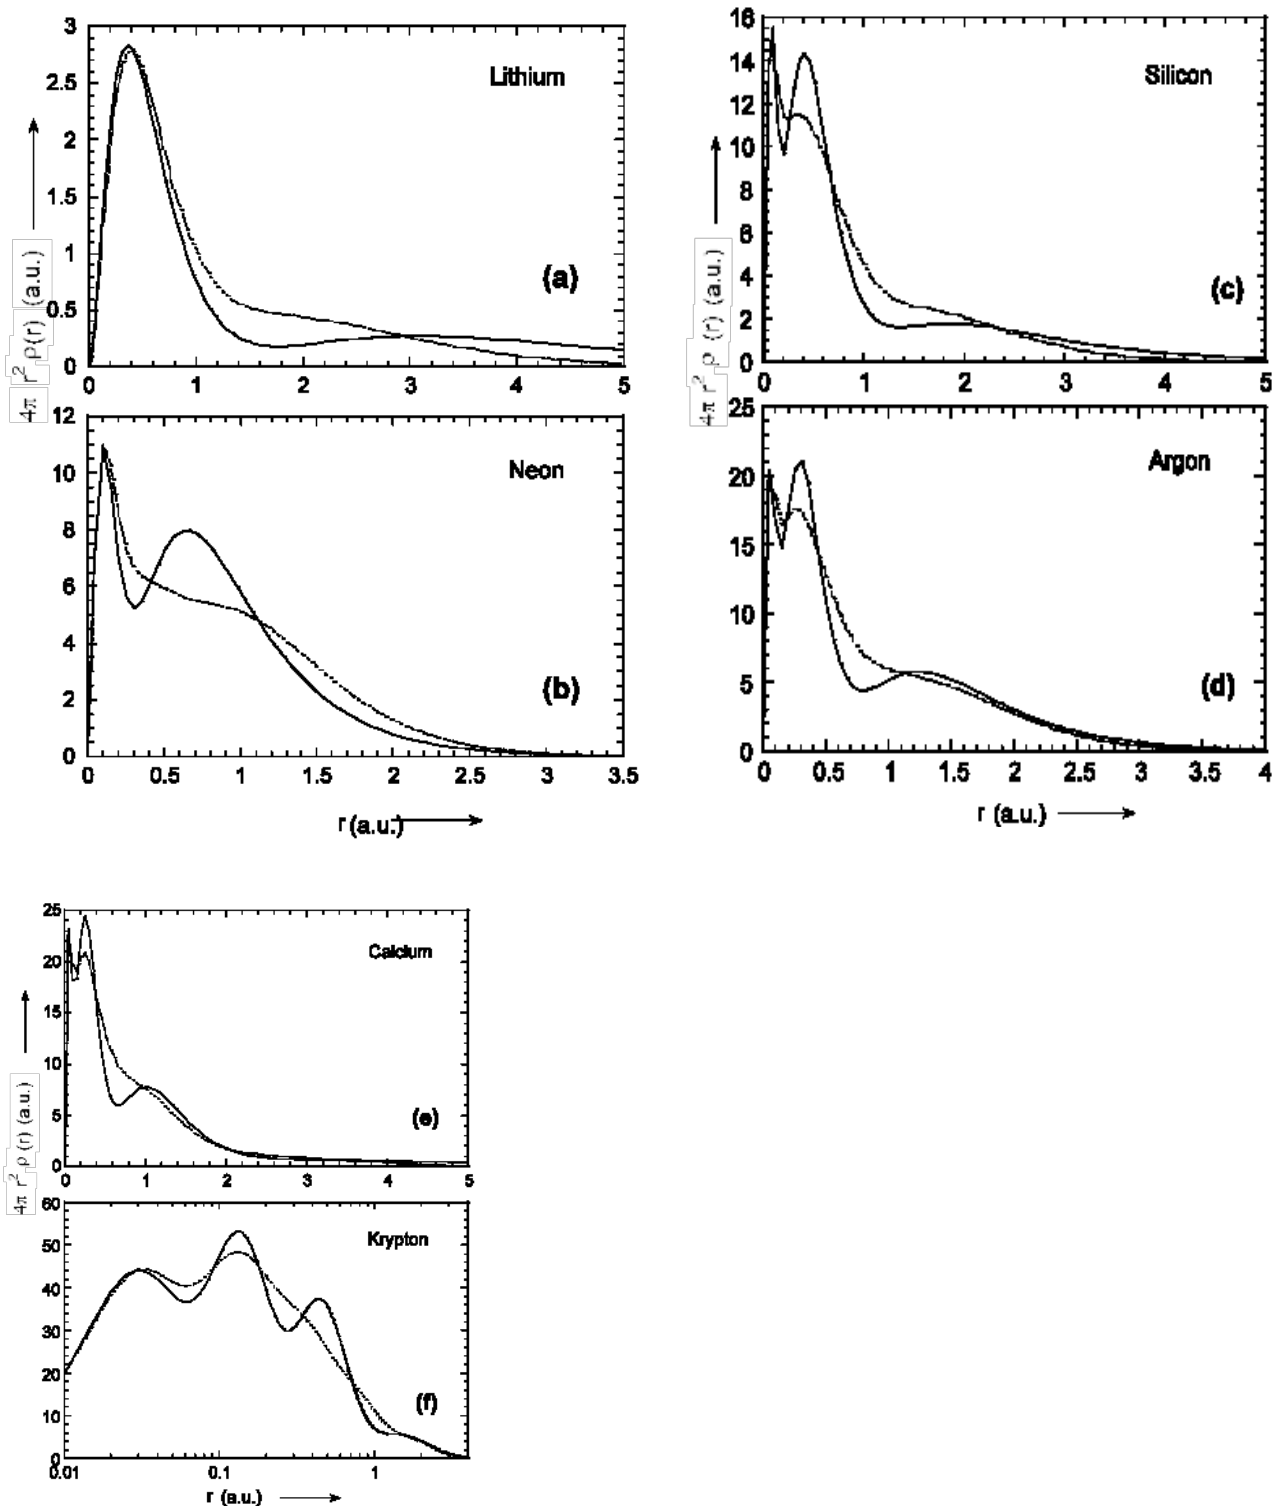 3
2.5
2
1.5
1
0.5
0
0 1 2 3 4 5
Lithium
(a)
4π r² ρ(r) (a.u.)
12
10
8
6
4
2
0
0 0.5 1 1.5 2 2.5 3 3.5
Neon
(b)
r (a.u.)
16
14
12
10
8
6
4
2
0
0 1 2 3 4 5
Silicon
(c)
4π r² ρ (r) (a.u.)
25
20
15
10
5
0
0 0.5 1 1.5 2 2.5 3 3.5 4
Argon
(d)
r (a.u.)
25
20
15
10
5
0
0 1 2 3 4 5
Calcium
(e)
4π r² ρ (r) (a.u.)
60
50
40
30
20
10
0
0.01 0.1 1
Krypton
(f)
r (a.u.)